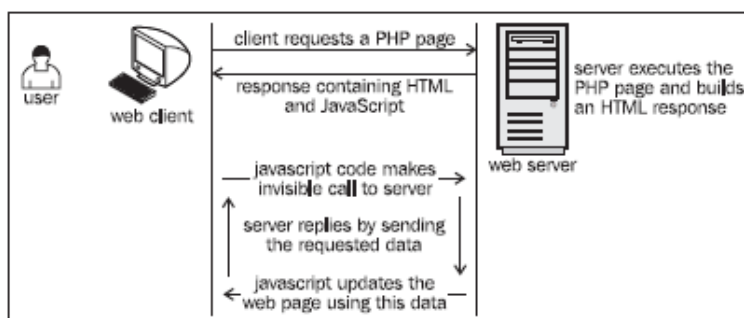 client requests a PHP page
user
web client
response containing HTML
and JavaScript
server executes the
PHP page and builds
an HTML response
web server
javascript code makes
invisible call to server
server replies by sending
the requested data
javascript updates the
web page using this data